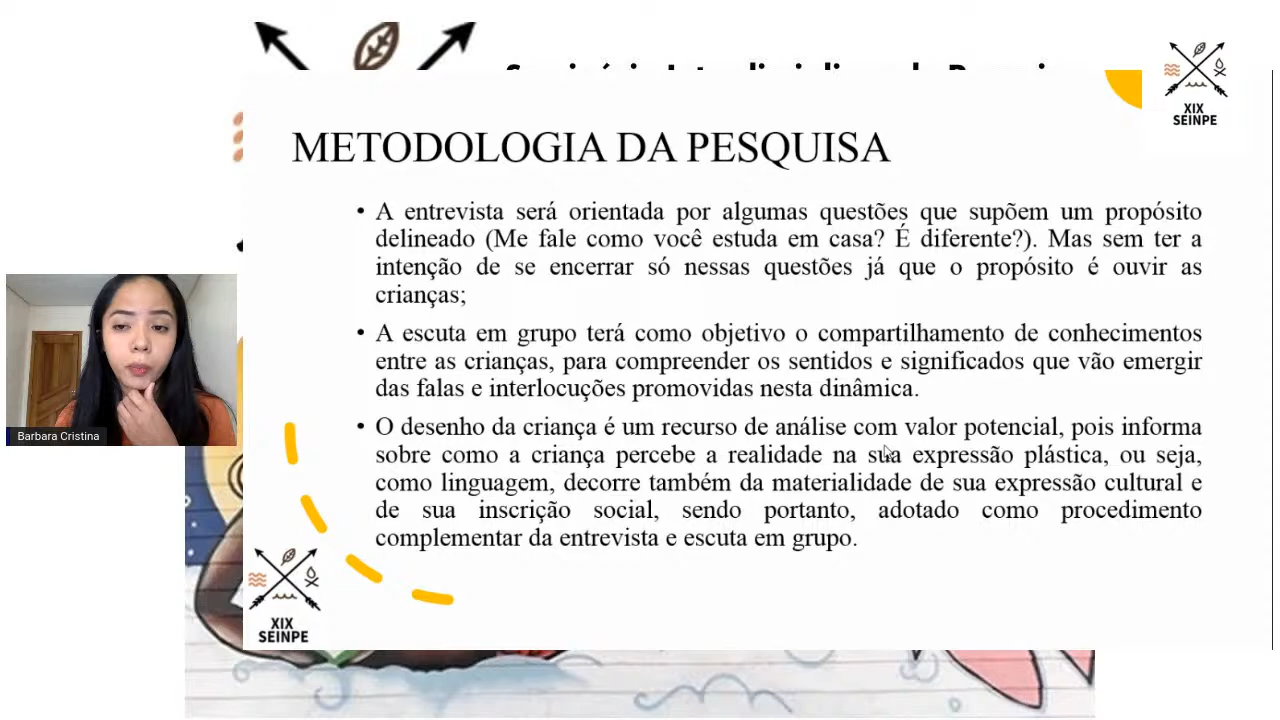 XIX
SEINPE
METODOLOGIA DA PESQUISA
• A entrevista será orientada por algumas questões que supõem um propósito
delineado (Me fale como você estuda em casa? É diferente?). Mas sem ter a
intenção de se encerrar só nessas questões já que o propósito é ouvir as
crianças;
• A escuta em grupo terá como objetivo o compartilhamento de conhecimentos
entre as crianças, para compreender os sentidos e significados que vão emergir
das falas e interlocuções promovidas nesta dinâmica.
• O desenho da criança é um recurso de análise com valor potencial, pois informa
sobre como a criança percebe a realidade na sua expressão plástica, ou seja,
como linguagem, decorre também da materialidade de sua expressão cultural e
de sua inscrição social, sendo portanto, adotado como procedimento
complementar da entrevista e escuta em grupo.
Barbara Cristina
XIX
SEINPE